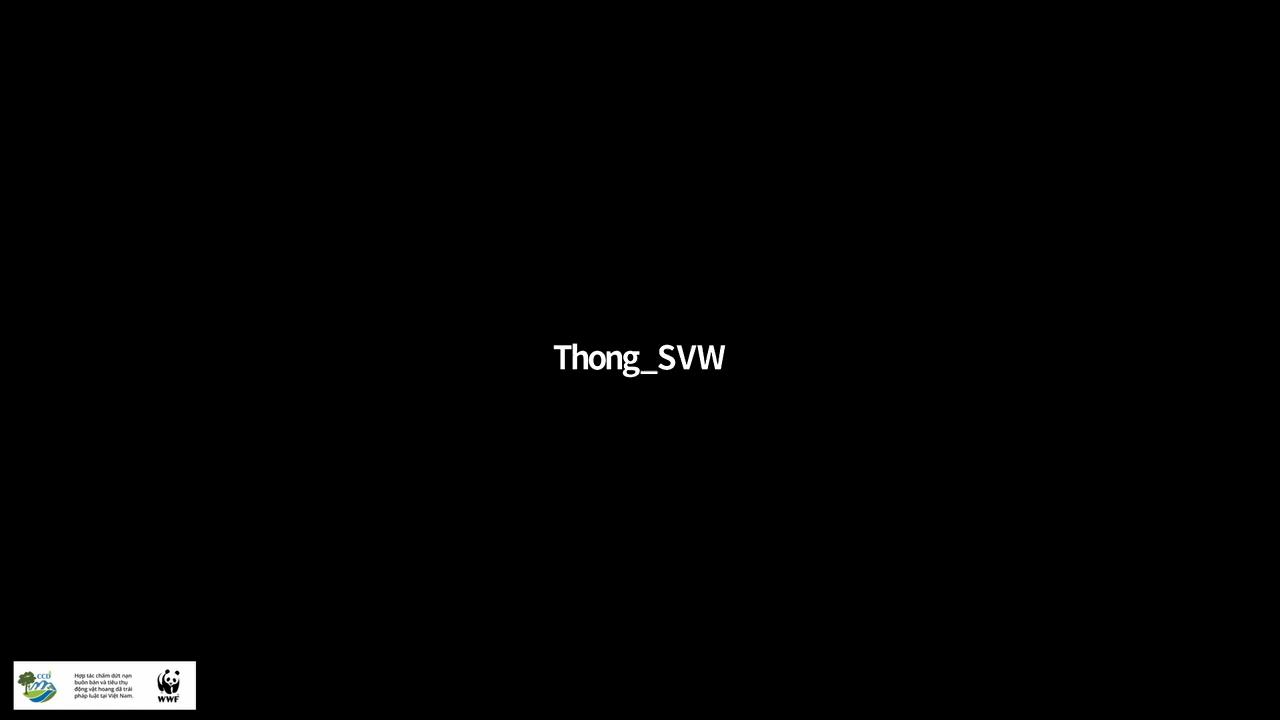 Thong_SVW
CCD
Hợp tác chấm dứt nạn
buôn bán và tiêu thụ
động vật hoang dã trái
pháp luật tại Việt Nam.
WWF